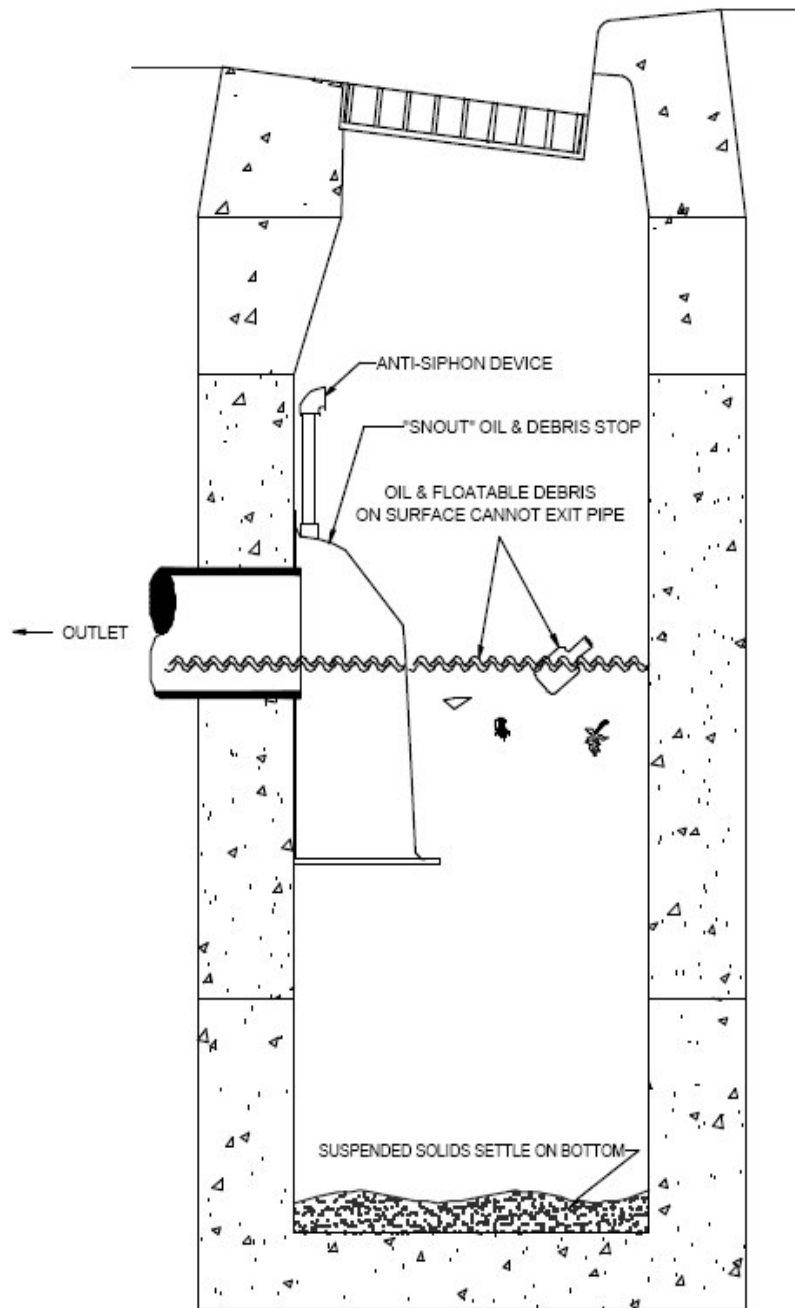 ANTI-SIPHON DEVICE
"SNOUT" OIL & DEBRIS STOP
OIL & FLOATABLE DEBRIS
ON SURFACE CANNOT EXIT PIPE
OUTLET
SUSPENDED SOLIDS SETTLE ON BOTTOM